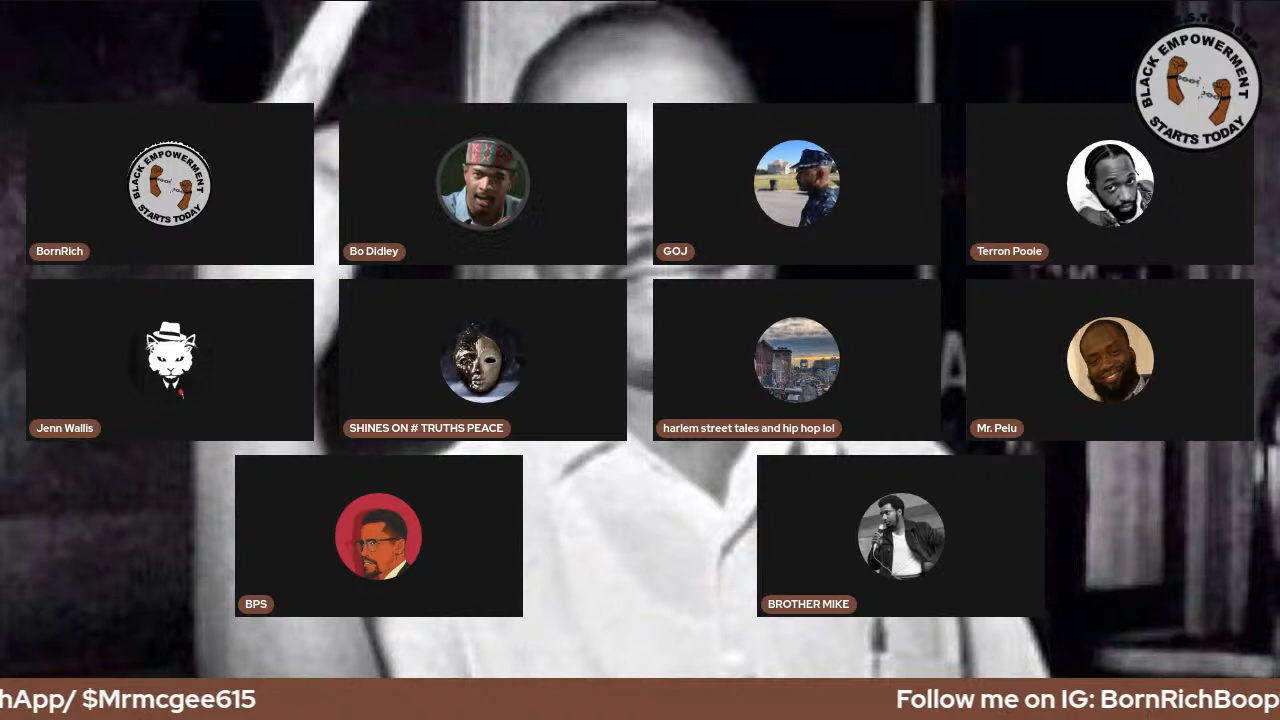 BLACK EMPOWERMENT
STARTS TODAY
BLACK EMPOWERMENT
STARTS TODAY
BornRich
Bo Didley
GOJ
Terron Poole
Jenn Wallis
SHINES ON # TRUTHS PEACE
harlem street tales and hip hop lol
Mr. Pelu
BPS
BROTHER MIKE
hApp/ $Mrmcgee615
Follow me on IG: BornRichBoop